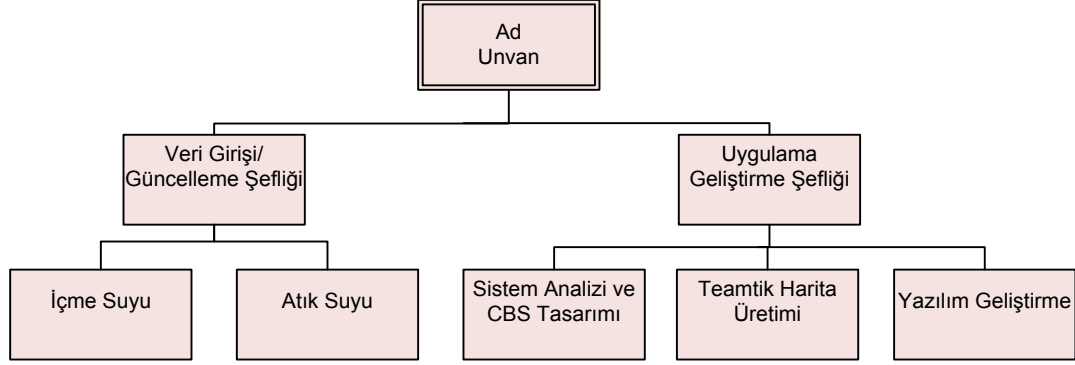 Ad
Unvan
Veri Girişi/
Güncelleme Şefliği
Uygulama
Geliştirme Şefliği
İçme Suyu
Atık Suyu
Sistem Analizi ve
CBS Tasarımı
Teamtik Harita
Üretimi
Yazılım Geliştirme